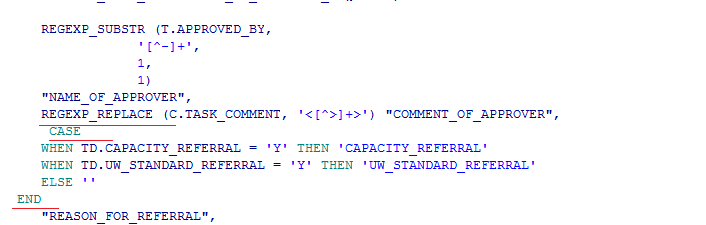 REGEXP_SUBSTR (T.APPROVED_BY,
'[^-]+',
1,
1)
"NAME_OF_APPROVER",
REGEXP_REPLACE (C.TASK_COMMENT, '<[^>]+>') "COMMENT_OF_APPROVER",
CASE
WHEN TD.CAPACITY_REFERRAL = 'Y' THEN 'CAPACITY_REFERRAL'
WHEN TD.UW_STANDARD_REFERRAL = 'Y' THEN 'UW_STANDARD_REFERRAL'
ELSE ''
END
"REASON_FOR_REFERRAL",